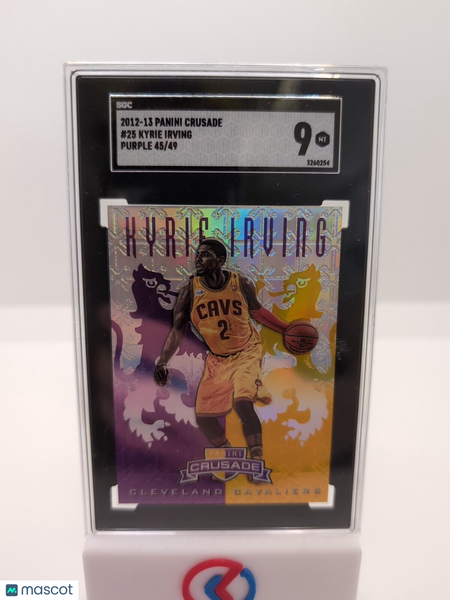 SGC
2012-13 PANINI CRUSADE
#25 KYRIE IRVING
PURPLE 45/49
9
MT
3260254
KYRIE IRVING
CAVS
2
PANINI
CRUSADE
CLEVELAND CAVALIERS
mascot